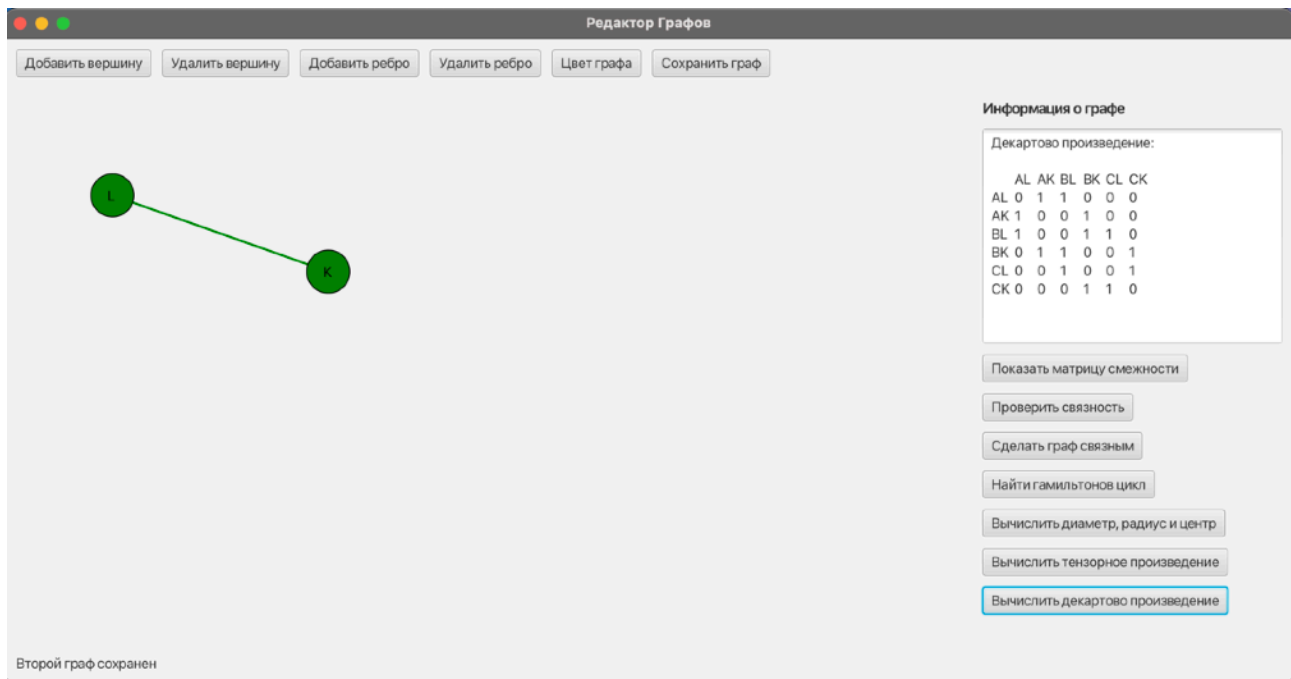 Редактор Графов
Добавить вершину Удалить вершину Добавить ребро Удалить ребро Цвет графа Сохранить граф
Информация о графе
Декартово произведение:
AL AK BL BK CL CK
AL 0 1 1 0 0 0
AK 1 0 0 1 0 0
BL 1 0 0 1 1 0
BK 0 1 1 0 0 1
CL 0 0 1 0 0 1
CK 0 0 0 1 1 0
L
K
Показать матрицу смежности
Проверить связность
Сделать граф связным
Найти гамильтонов цикл
Вычислить диаметр, радиус и центр
Вычислить тензорное произведение
Вычислить декартово произведение
Второй граф сохранен